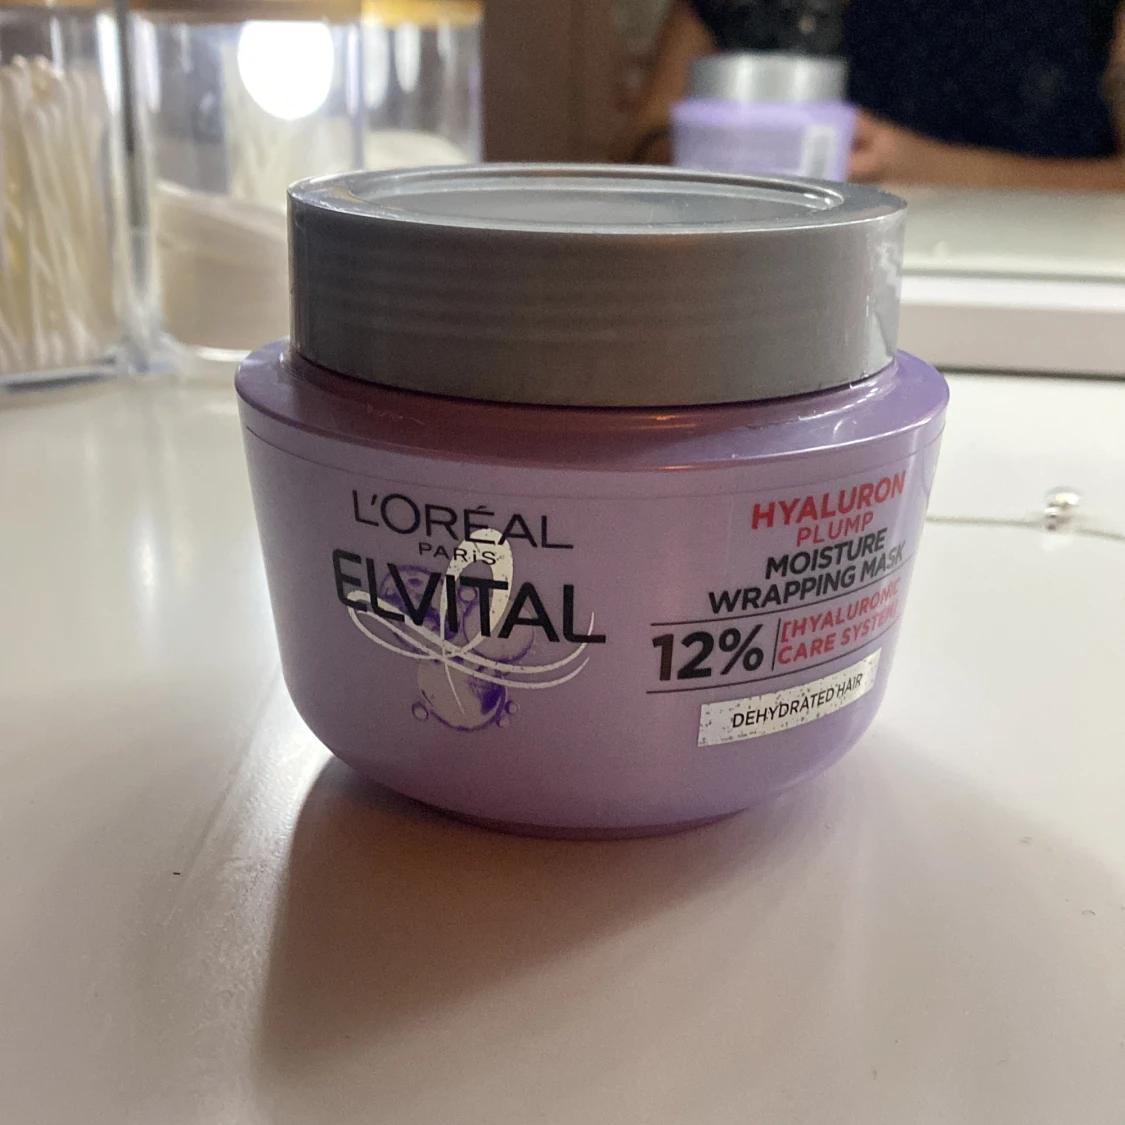 L'ORÉAL
PARIS
ELVITAL
HYALURON
PLUMP
MOISTURE
WRAPPING MASK
12% [HYALURONIC
CARE SYSTEM]
DEHYDRATED HAIR